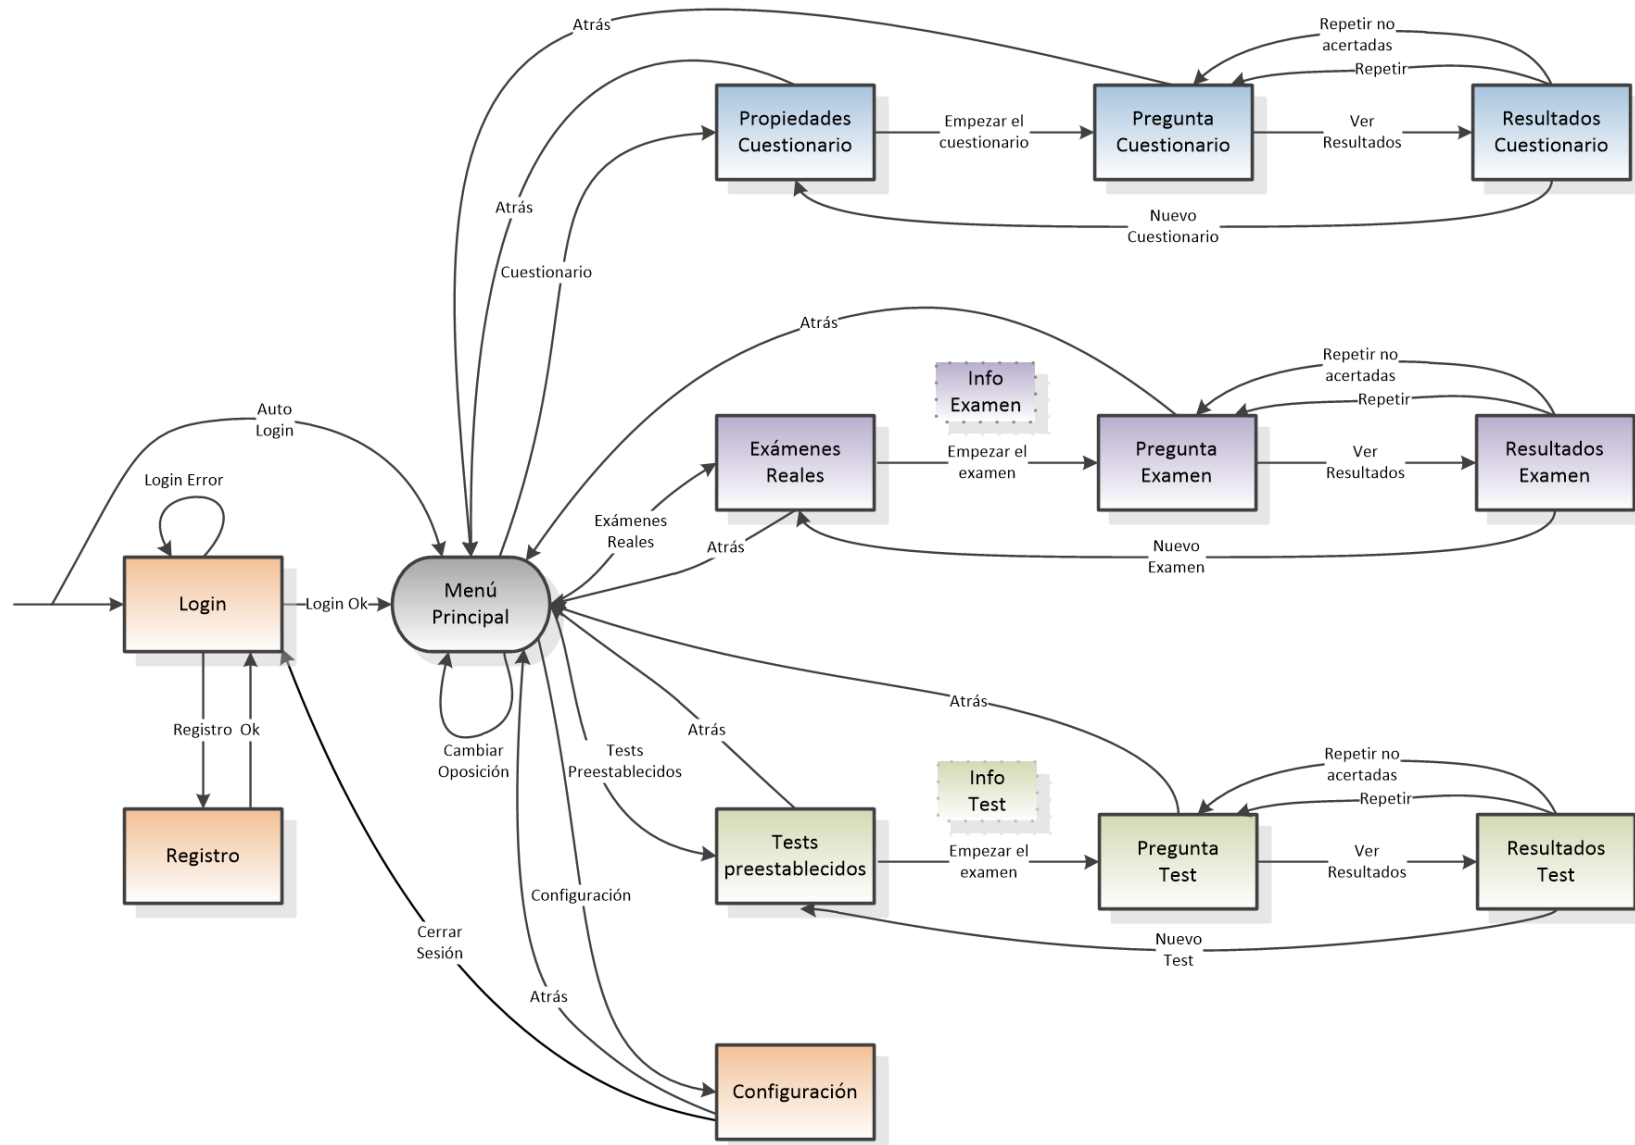 Atrás
Repetir no
acertadas
Repetir
Propiedades
Cuestionario
Empezar el
cuestionario
Pregunta
Cuestionario
Ver
Resultados
Resultados
Cuestionario
Atrás
Nuevo
Cuestionario
Cuestionario
Atrás
Repetir no
acertadas
Repetir
Info
Examen
Auto
Login
Exámenes
Reales
Empezar el
examen
Pregunta
Examen
Ver
Resultados
Resultados
Examen
Login Error
Exámenes
Reales
Atrás
Nuevo
Examen
Login
Login Ok
Menú
Principal
Atrás
Registro
Ok
Atrás
Cambiar
Oposición
Tests
Preestablecidos
Info
Test
Repetir no
acertadas
Repetir
Registro
Tests
preestablecidos
Empezar el
examen
Pregunta
Test
Ver
Resultados
Resultados
Test
Configuración
Cerrar
Sesión
Nuevo
Test
Atrás
Configuración